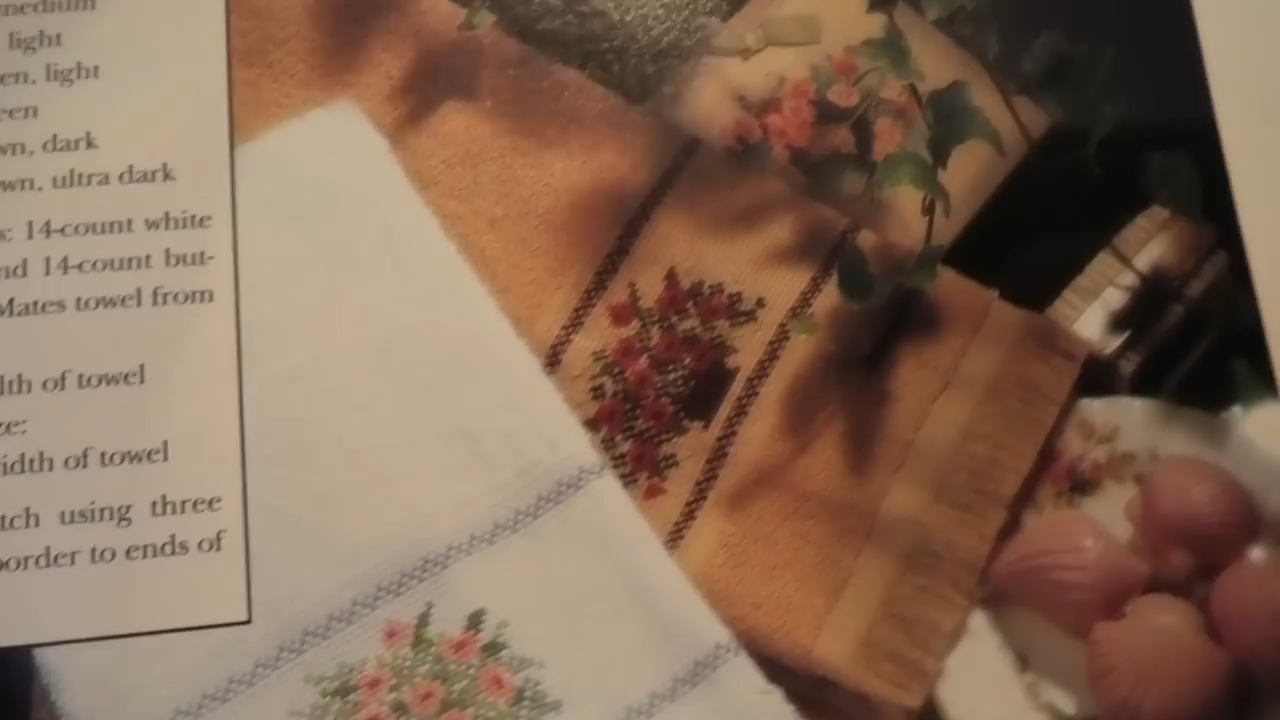 medium
light
en, light
een
wn, dark
wn, ultra dark
s: 14-count white
nd 14-count but-
Mates towel from
lth of towel
ze:
idth of towel
tch using three
border to ends of